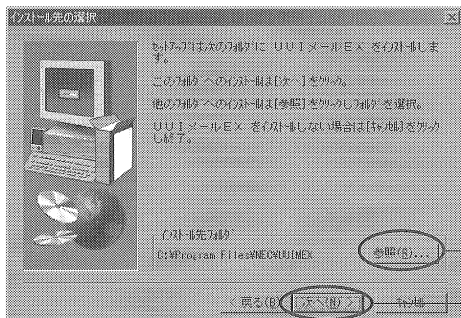 インストール先の選択
セットアップは次のフォルダに UUIメールEX をインストールしま
す。
このフォルダへのインストールは[次へ]をクリック。
他のフォルダへのインストールは[参照]をクリックしフォルダを選択。
UUIメールEX をインストールしない場合は[キャンセル]をクリック
し終了。
インストール先フォルダ
C:¥Program Files¥NEC¥UUIMEX
参照(R)...
< 戻る(B) 次へ(N) > キャンセル